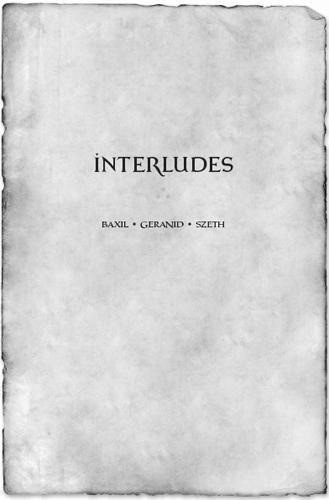 INTERLUDES
BAXIL • GERANID • SZETH